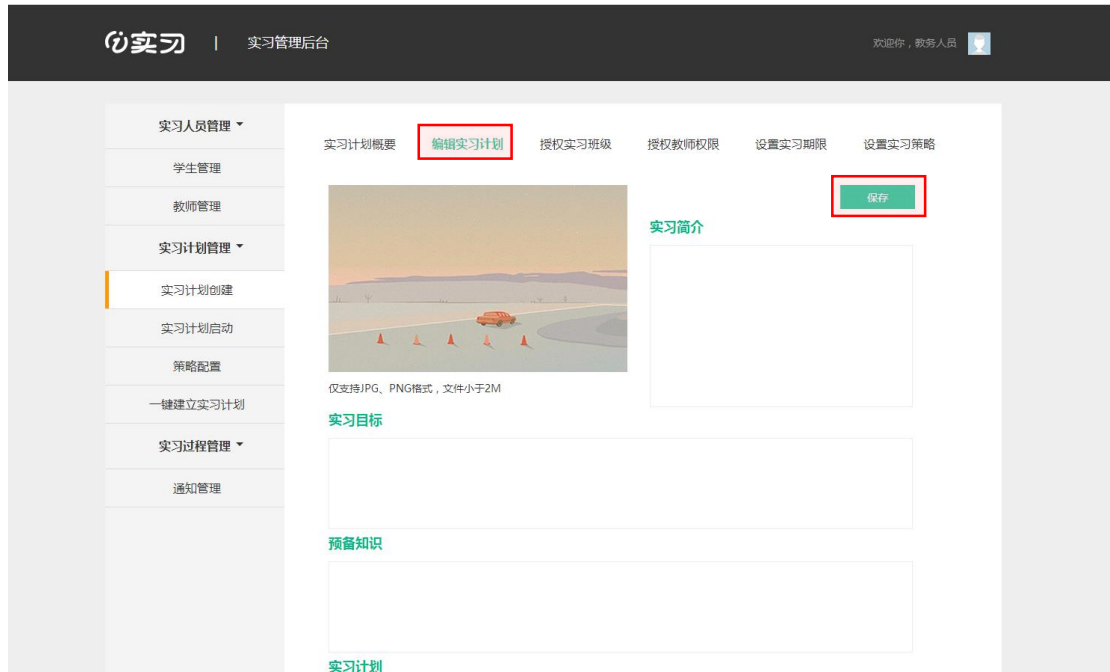 i实习 | 实习管理后台
欢迎你，教务人员
实习人员管理
学生管理
教师管理
实习计划管理
实习计划创建
实习计划启动
策略配置
一键建立实习计划
实习过程管理
通知管理
实习计划概要 编辑实习计划 授权实习班级 授权教师权限 设置实习期限 设置实习策略
保存
实习简介
仅支持JPG、PNG格式，文件小于2M
实习目标
预备知识
实习计划